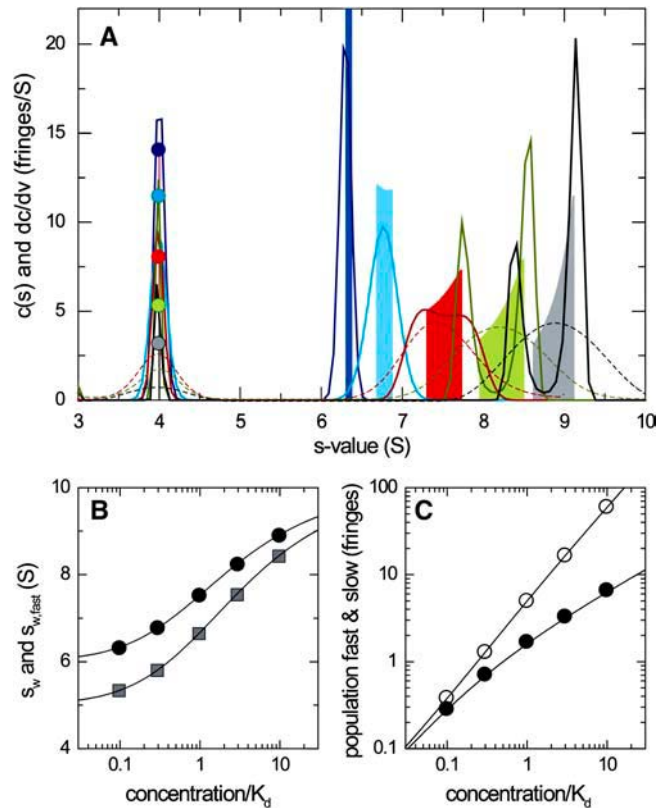 A
c(s) and dc/dv (fringes/S)
20
15
10
5
0
3 4 5 6 7 8 9 10
s-value (S)
B
s_w and s_w,fast (S)
10
8
6
4
0.1 1 10
concentration/K_d
C
population fast & slow (fringes)
100
10
1
0.1
0.1 1 10
concentration/K_d